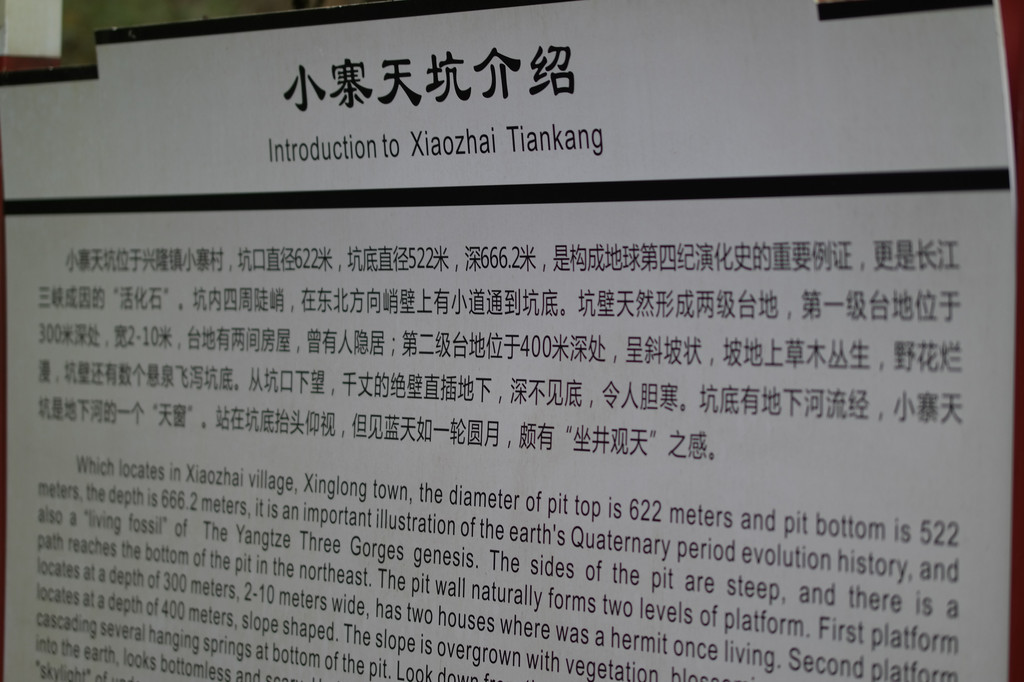 小寨天坑介绍
Introduction to Xiaozhai Tiankang
小寨天坑位于兴隆镇小寨村，坑口直径622米，坑底直径522米，深666.2米，是构成地球第四纪演化史的重要例证，更是长江
三峡成因的“活化石”。坑内四周陡峭，在东北方向峭壁上有小道通到坑底。坑壁天然形成两级台地，第一级台地位于
300米深处，宽2-10米，台地有两间房屋，曾有人隐居；第二级台地位于400米深处，呈斜坡状，坡地上草木丛生，野花烂
漫，坑壁还有数个悬泉飞泻坑底。从坑口下望，千丈的绝壁直插地下，深不见底，令人胆寒。坑底有地下河流经，小寨天
坑是地下河的一个“天窗”。站在坑底抬头仰视，但见蓝天如一轮圆月，颇有“坐井观天”之感。
Which locates in Xiaozhai village, Xinglong town, the diameter of pit top is 622 meters and pit bottom is 522
meters, the depth is 666.2 meters, it is an important illustration of the earth's Quaternary period evolution history, and
also a "living fossil" of The Yangtze Three Gorges genesis. The sides of the pit are steep, and there is a
path reaches the bottom of the pit in the northeast. The pit wall naturally forms two levels of platform. First platform
locates at a depth of 300 meters, 2-10 meters wide, has two houses where was a hermit once living. Second platform
locates at a depth of 400 meters, slope shaped. The slope is overgrown with vegetation,
cascading several hanging springs at bottom of the pit. Look down
into the earth, looks bottomless and
"skylight" of